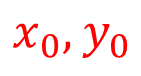 x₀, y₀